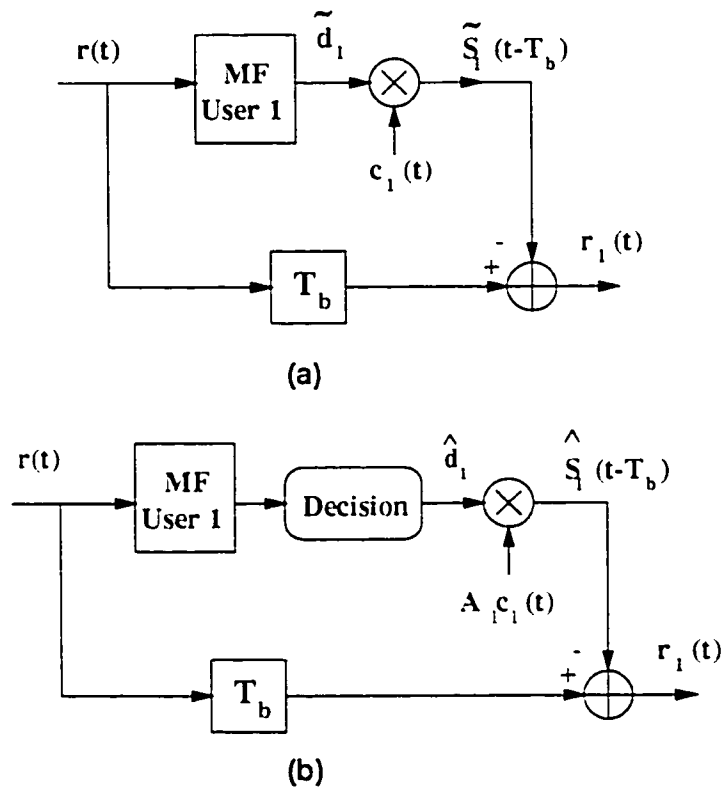 r(t)
MF
User 1
d̃₁
S̃₁ (t-T_b)
c₁ (t)
T_b
-
+
r₁ (t)
(a)
r(t)
MF
User 1
Decision
d̂₁
Ŝ₁ (t-T_b)
A₁c₁ (t)
T_b
-
+
r₁ (t)
(b)